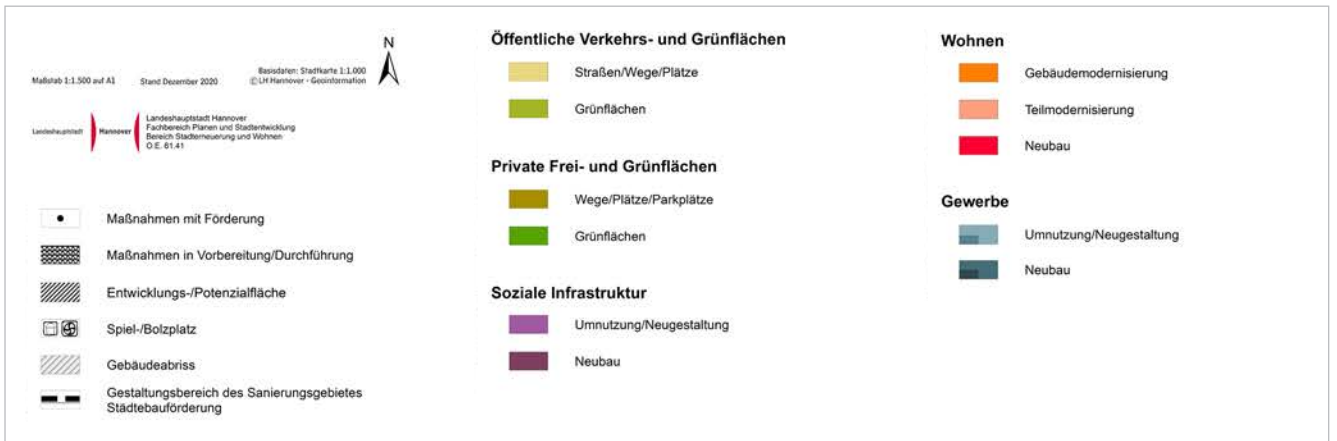 N
Maßstab 1:1.500 auf A1
Stand Dezember 2020
Basisdaten: Stadtkarte 1:1.000
©LH Hannover - Geoinformation
Landeshauptstadt
Hannover
Landeshauptstadt Hannover
Fachbereich Planen und Stadtentwicklung
Bereich Stadterneuerung und Wohnen
O.E. 61.41
Maßnahmen mit Förderung
Maßnahmen in Vorbereitung/Durchführung
Entwicklungs-/Potenzialfläche
Spiel-/Bolzplatz
Gebäudeabriss
Gestaltungsbereich des Sanierungsgebietes
Städtebauförderung
Öffentliche Verkehrs- und Grünflächen
Straßen/Wege/Plätze
Grünflächen
Private Frei- und Grünflächen
Wege/Plätze/Parkplätze
Grünflächen
Soziale Infrastruktur
Umnutzung/Neugestaltung
Neubau
Wohnen
Gebäudemodernisierung
Teilmodernisierung
Neubau
Gewerbe
Umnutzung/Neugestaltung
Neubau